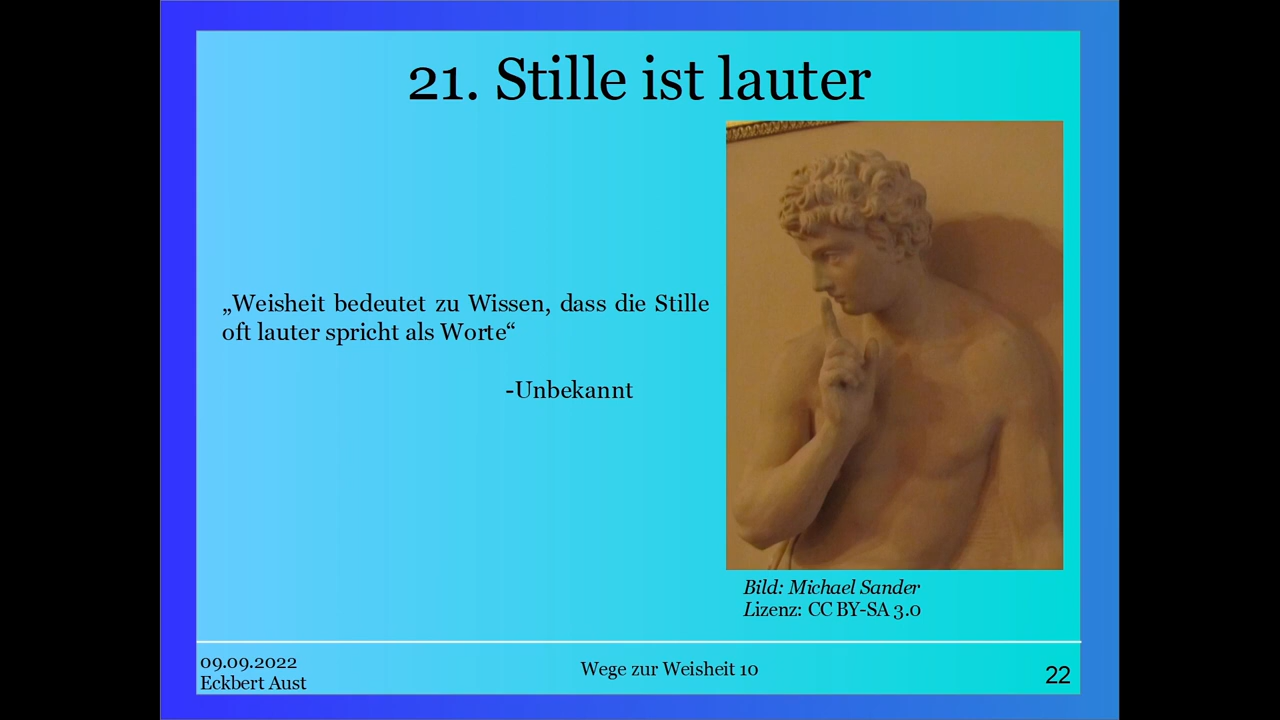 21. Stille ist lauter
„Weisheit bedeutet zu Wissen, dass die Stille
oft lauter spricht als Worte“
-Unbekannt
Bild: Michael Sander
Lizenz: CC BY-SA 3.0
09.09.2022
Eckbert Aust
Wege zur Weisheit 10
22